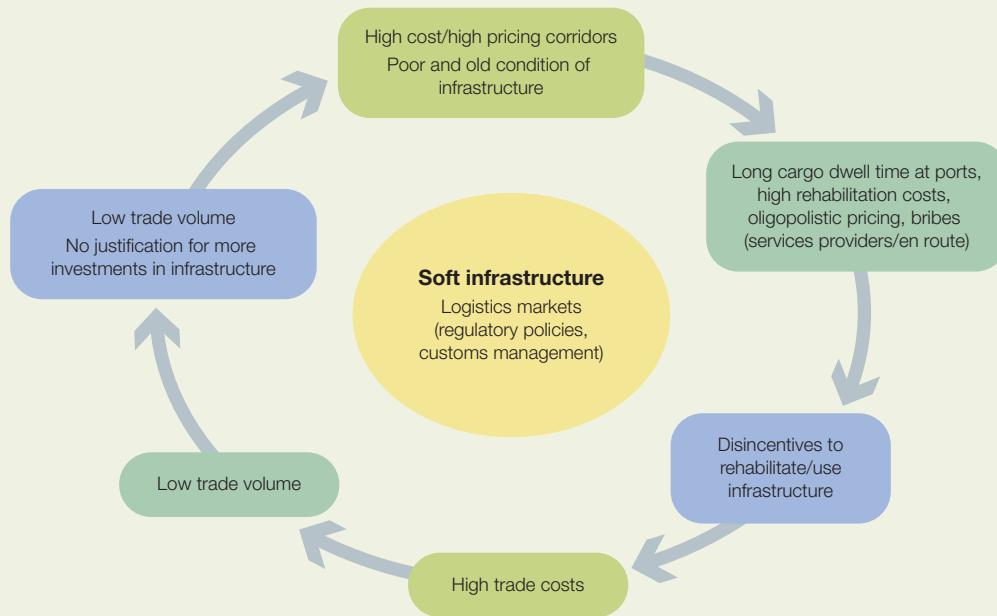 High cost/high pricing corridors
Poor and old condition of
infrastructure
Long cargo dwell time at ports,
high rehabilitation costs,
oligopolistic pricing, bribes
(services providers/en route)
Low trade volume
No justification for more
investments in infrastructure
Soft infrastructure
Logistics markets
(regulatory policies,
customs management)
Disincentives to
rehabilitate/use
infrastructure
Low trade volume
High trade costs